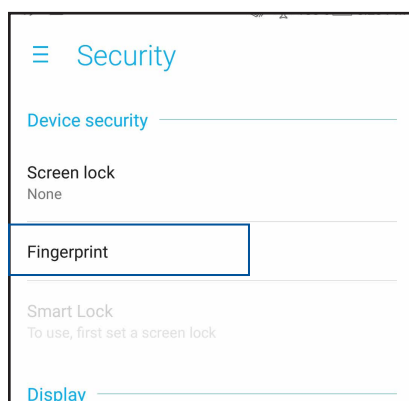 Security
Device security
Screen lock
None
Fingerprint
Smart Lock
To use, first set a screen lock
Display